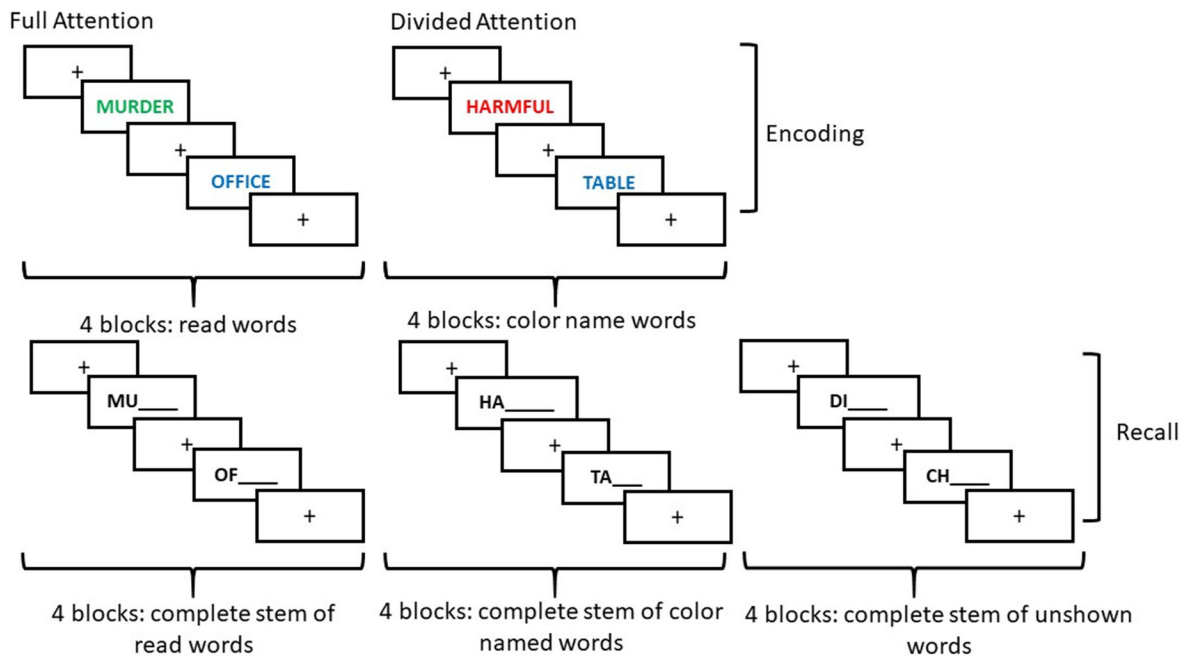 Full Attention
Divided Attention
+
MURDER
+
OFFICE
+
+
HARMFUL
+
TABLE
+
Encoding
4 blocks: read words
4 blocks: color name words
+
MU____
+
OF____
+
+
HA_____
+
TA___
+
+
DI____
+
CH____
+
Recall
4 blocks: complete stem of
read words
4 blocks: complete stem of color
named words
4 blocks: complete stem of unshown
words